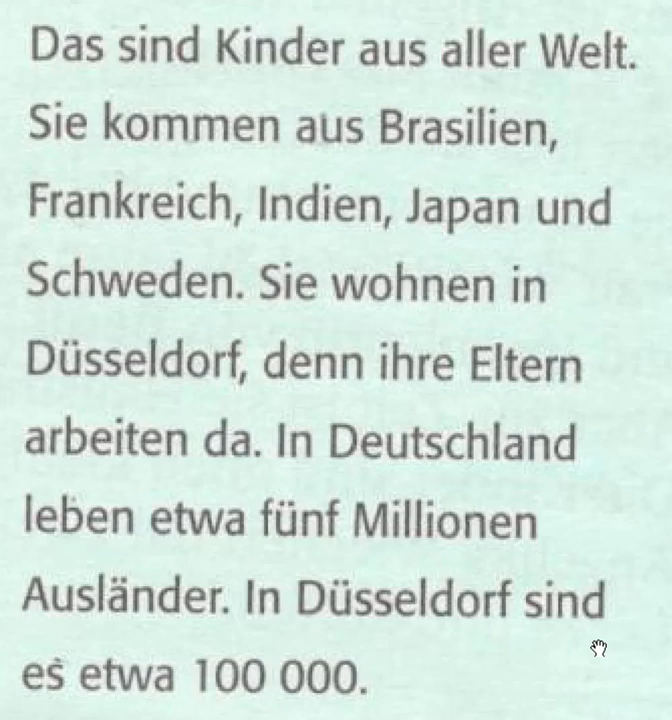 Das sind Kinder aus aller Welt.
Sie kommen aus Brasilien,
Frankreich, Indien, Japan und
Schweden. Sie wohnen in
Düsseldorf, denn ihre Eltern
arbeiten da. In Deutschland
leben etwa fünf Millionen
Ausländer. In Düsseldorf sind
es etwa 100 000.